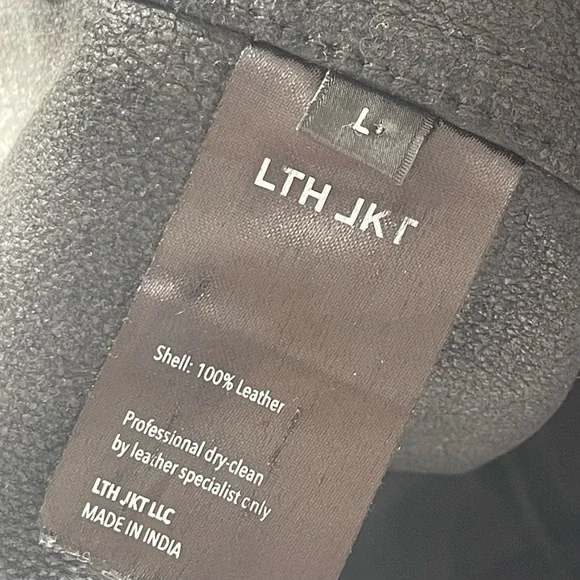 L
LTH JKT
Shell: 100% Leather
Professional dry-clean
by leather specialist only
LTH JKT LLC
MADE IN INDIA